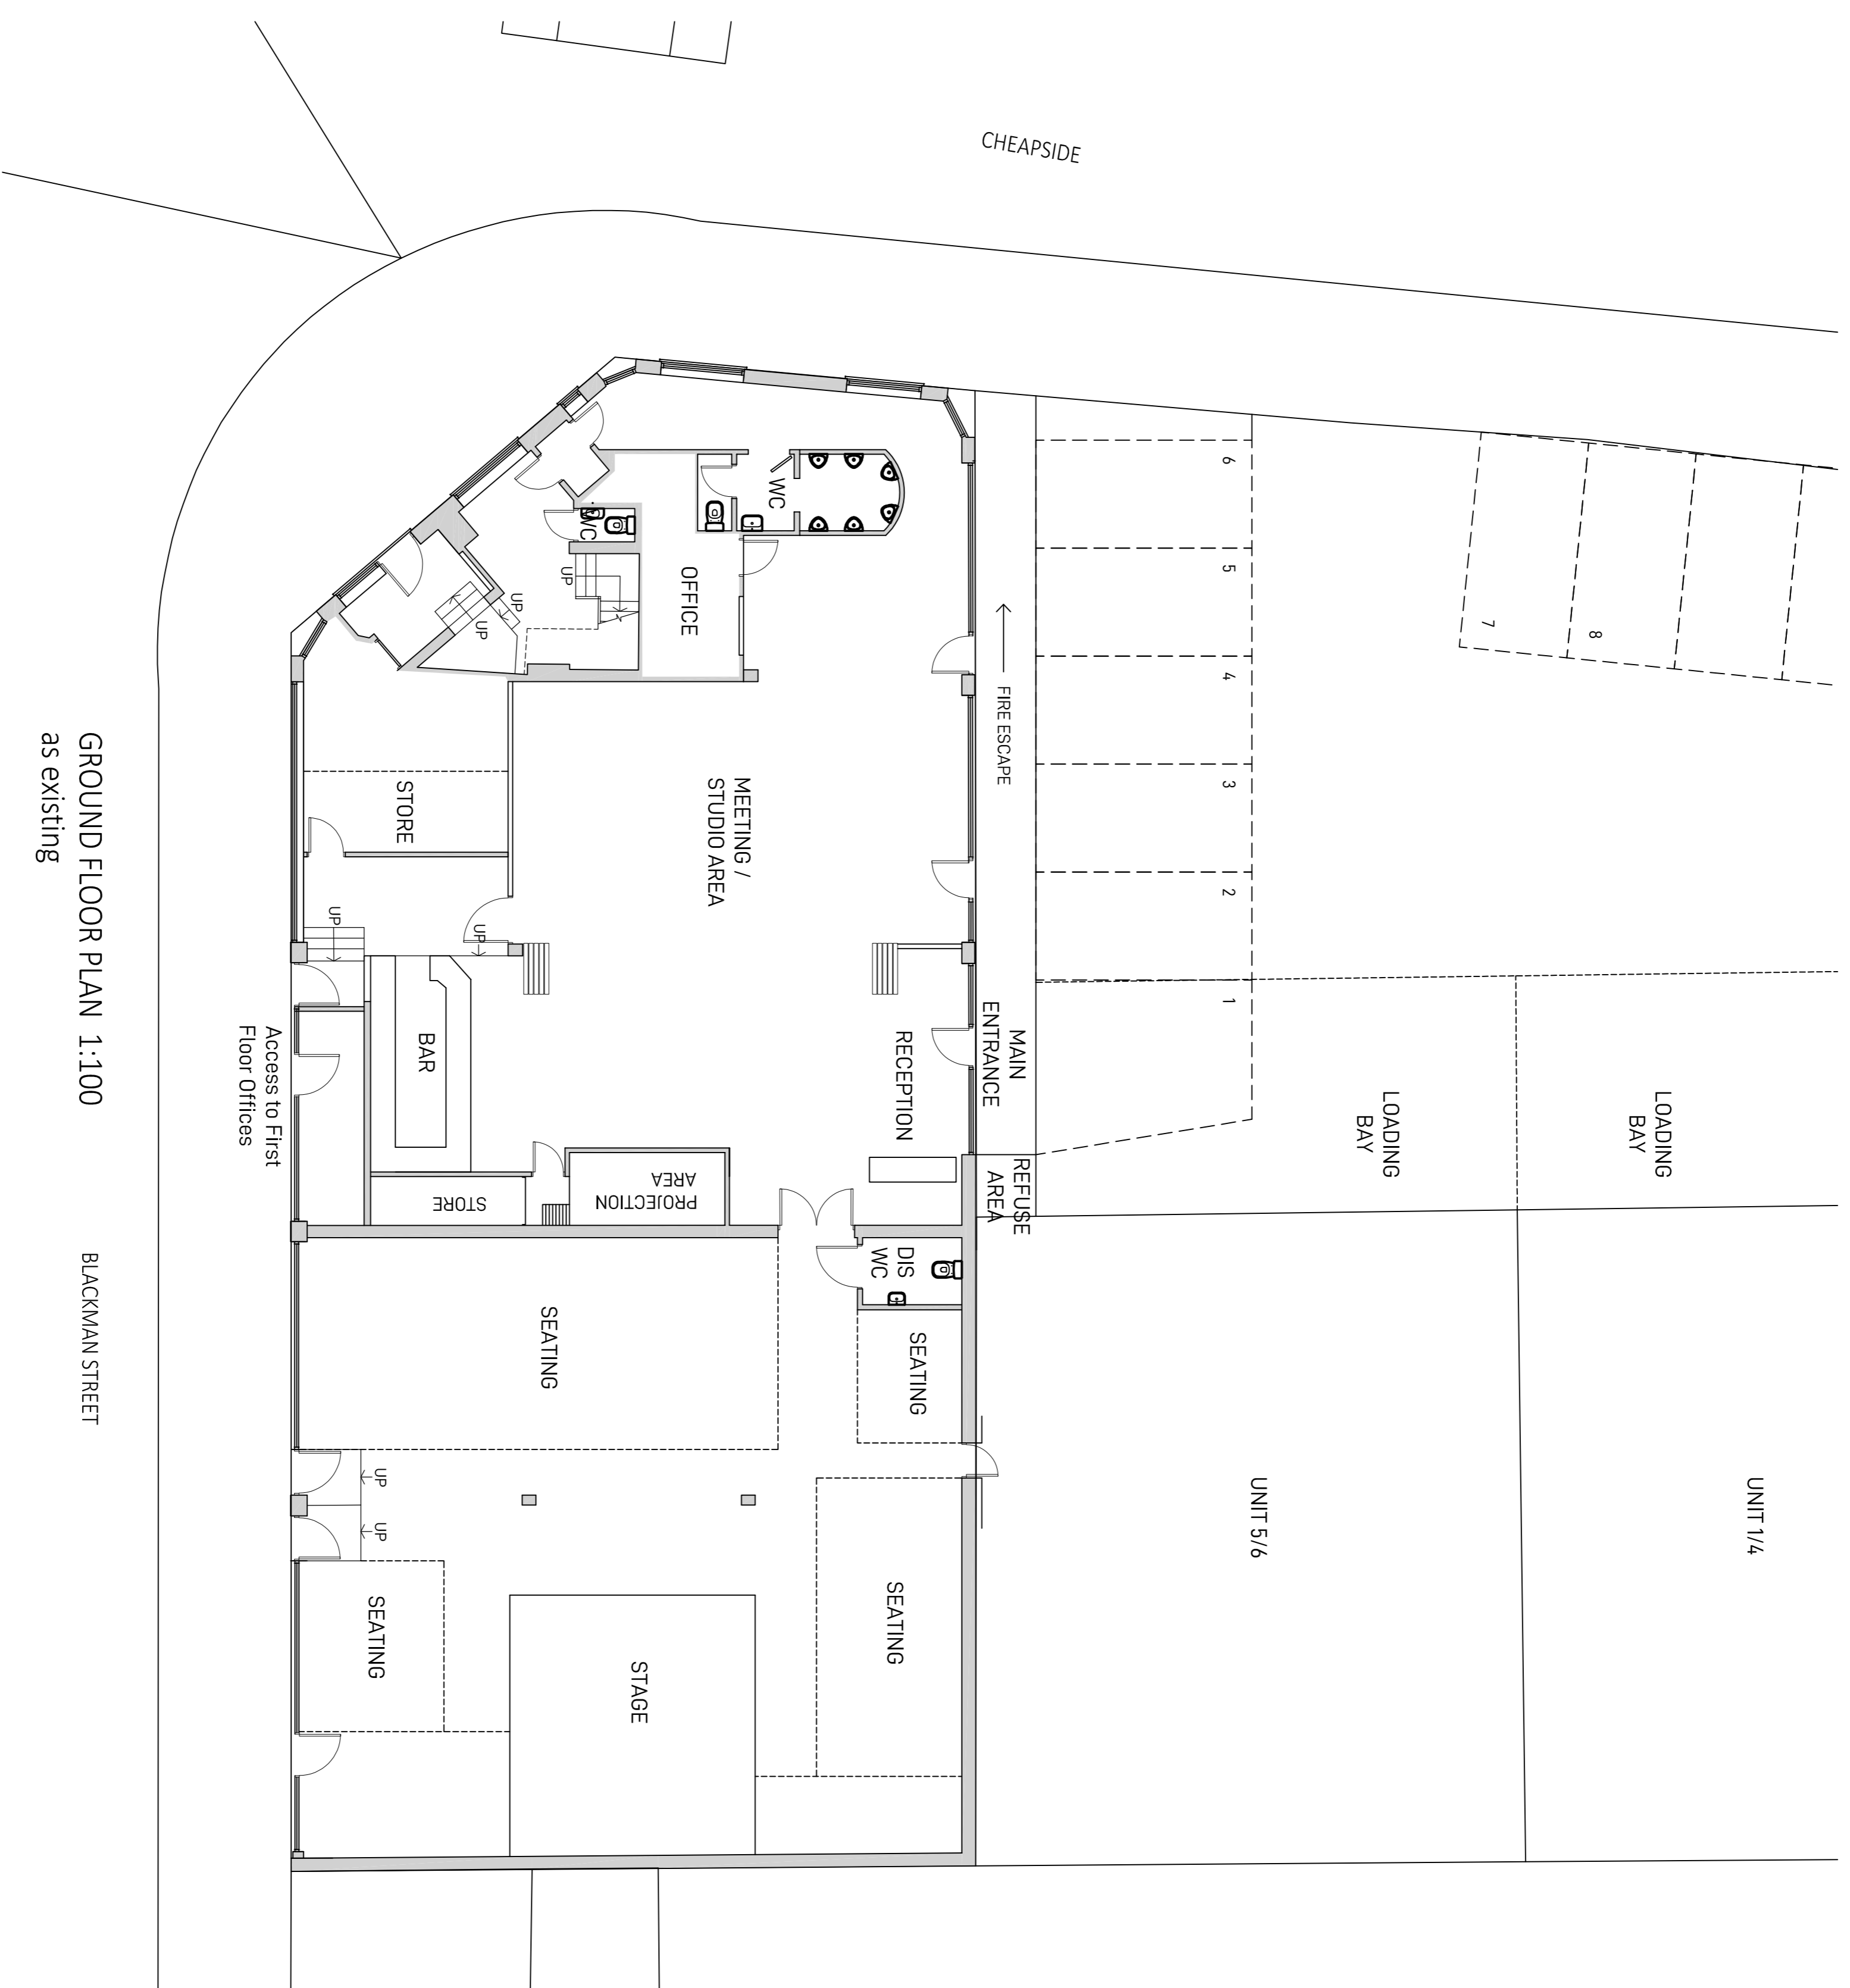 CHEAPSIDE
6
5
4
3
2
1
7
8
WC
WC
OFFICE
UP
UP
UP
FIRE ESCAPE
MEETING /
STUDIO AREA
STORE
UP
UP
BAR
RECEPTION
MAIN
ENTRANCE
LOADING
BAY
LOADING
BAY
REFUSE
AREA
PROJECTION
AREA
STORE
Access to First
Floor Offices
DIS
WC
SEATING
SEATING
UP
UP
SEATING
SEATING
STAGE
UNIT 5/6
UNIT 1/4
GROUND FLOOR PLAN 1:100
as existing
BLACKMAN STREET